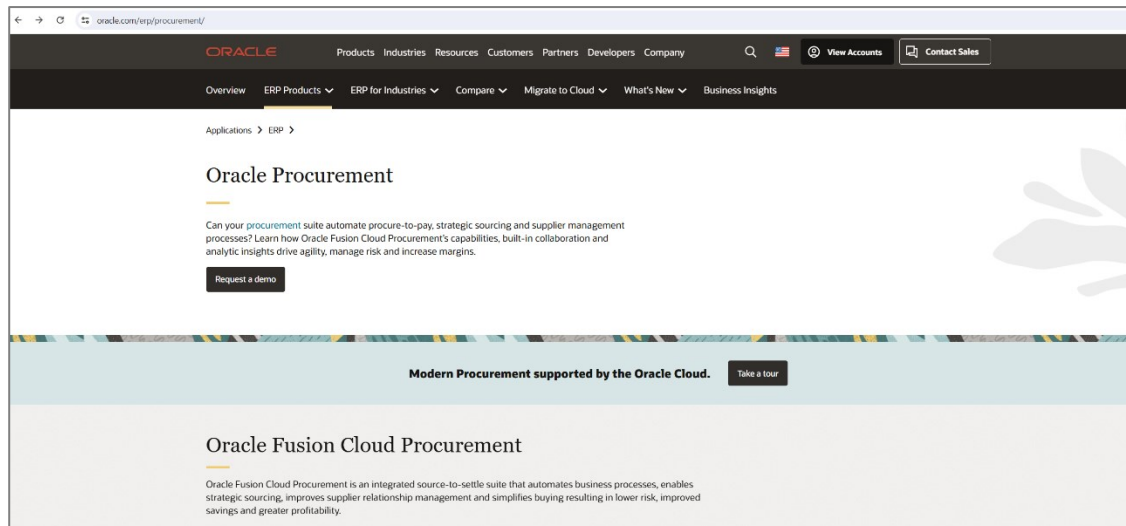 oracle.com/erp/procurement/
ORACLE Products Industries Resources Customers Partners Developers Company View Accounts Contact Sales
Overview ERP Products ERP for Industries Compare Migrate to Cloud What's New Business Insights
Applications > ERP >
Oracle Procurement
Can your procurement suite automate procure-to-pay, strategic sourcing and supplier management
processes? Learn how Oracle Fusion Cloud Procurement's capabilities, built-in collaboration and
analytic insights drive agility, manage risk and increase margins.
Request a demo
Modern Procurement supported by the Oracle Cloud. Take a tour
Oracle Fusion Cloud Procurement
Oracle Fusion Cloud Procurement is an integrated source-to-settle suite that automates business processes, enables
strategic sourcing, improves supplier relationship management and simplifies buying resulting in lower risk, improved
savings and greater profitability.